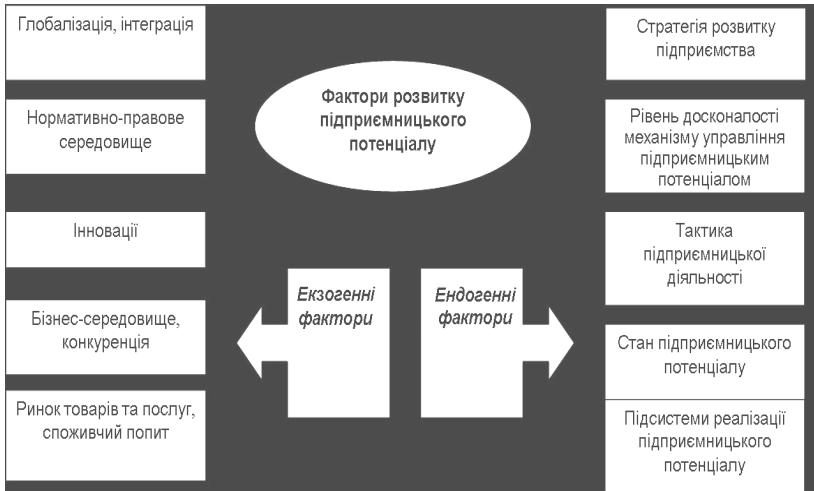 Глобалізація, інтеграція
Нормативно-правове
середовище
Інновації
Бізнес-середовище,
конкуренція
Ринок товарів та послуг,
споживчий попит
Фактори розвитку
підприємницького
потенціалу
Екзогенні
фактори
Ендогенні
фактори
Стратегія розвитку
підприємства
Рівень досконалості
механізму управління
підприємницьким
потенціалом
Тактика
підприємницької
діяльності
Стан підприємницького
потенціалу
Підсистеми реалізації
підприємницького
потенціалу